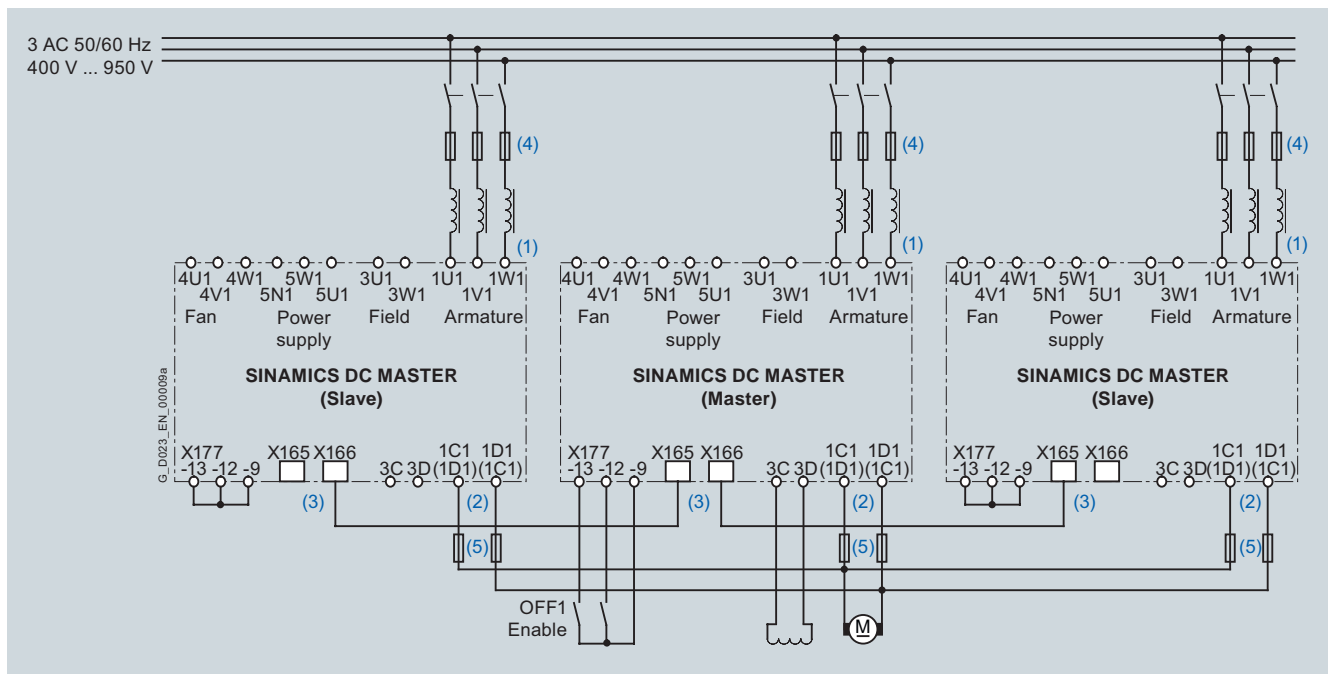 3 AC 50/60 Hz
400 V ... 950 V
(4) (4) (4)
(1) (1) (1)
4U1 4W1 5W1 3U1 1U1 1W1 4U1 4W1 5W1 3U1 1U1 1W1 4U1 4W1 5W1 3U1 1U1 1W1
4V1 5N1 5U1 3W1 1V1 4V1 5N1 5U1 3W1 1V1 4V1 5N1 5U1 3W1 1V1
Fan Power Field Armature Fan Power Field Armature Fan Power Field Armature
supply supply supply
SINAMICS DC MASTER SINAMICS DC MASTER SINAMICS DC MASTER
(Slave) (Master) (Slave)
G_D023_EN_00009a
X177 X165 X166 1C1 1D1 X177 X165 X166 1C1 1D1 X177 X165 X166 1C1 1D1
-13 -12 -9 3C 3D (1D1) (1C1) -13 -12 -9 3C 3D (1D1) (1C1) -13 -12 -9 3C 3D (1D1) (1C1)
(3) (2) (3) (2) (3) (2)
(5) (5) (5)
OFF1
Enable
M